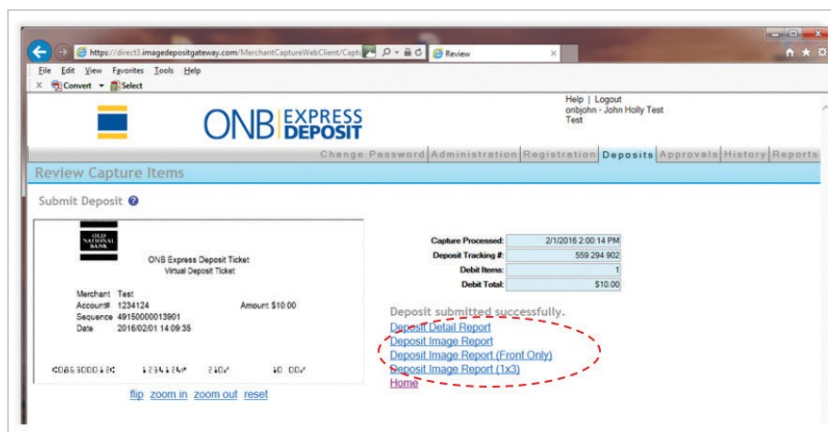 https://direct3.imagedepositgateway.com/MerchantCaptureWebClient/Capt
Review
File Edit View Favorites Tools Help
Convert Select
ONB EXPRESS DEPOSIT
Help | Logout
onbjohn - John Holly Test
Test
Change Password Administration Registration Deposits Approvals History Reports
Review Capture Items
Submit Deposit
OLD
NATIONAL
BANK
ONB Express Deposit Ticket
Virtual Deposit Ticket
Merchant Test
Account# 1234124 Amount $10.00
Sequence 49150000013901
Date 2016/02/01 14:09:35
flip zoom in zoom out reset
Capture Processed: 2/1/2016 2:00:14 PM
Deposit Tracking #: 559 294 902
Debit Items: 1
Debit Total: $10.00
Deposit submitted successfully.
Deposit Detail Report
Deposit Image Report
Deposit Image Report (Front Only)
Deposit Image Report (1x3)
Home